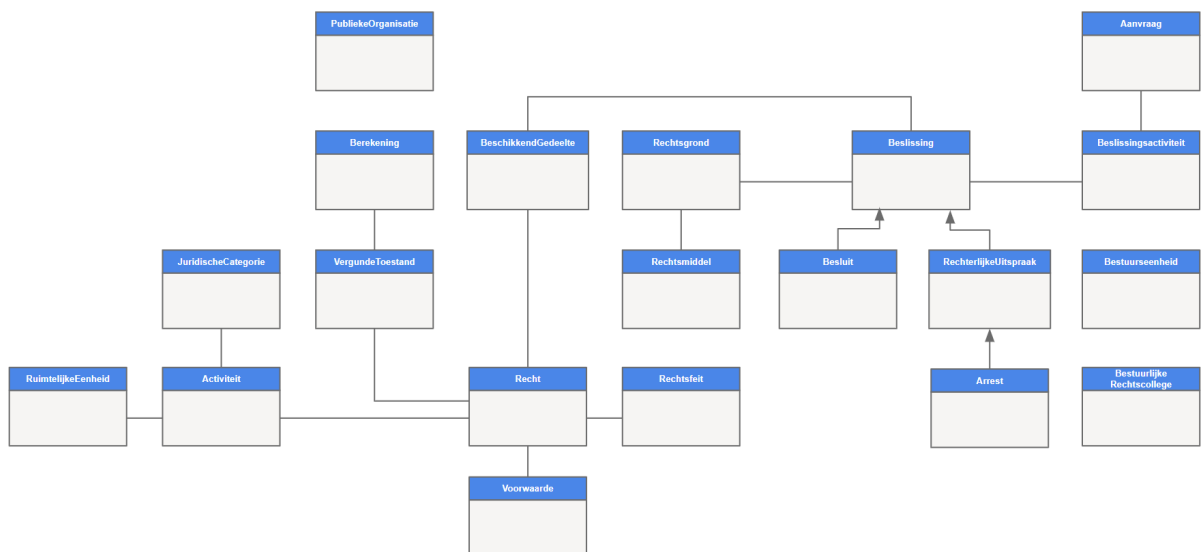 PubliekeOrganisatie
Aanvraag
Berekening
BeschikkendGedeelte
Rechtsgrond
Beslissing
Beslissingsactiviteit
JuridischeCategorie
VergundeToestand
Rechtsmiddel
Besluit
RechterlijkeUitspraak
Bestuurseenheid
RuimtelijkeEenheid
Activiteit
Recht
Rechtsfeit
Arrest
Bestuurlijke
Rechtscollege
Voorwaarde